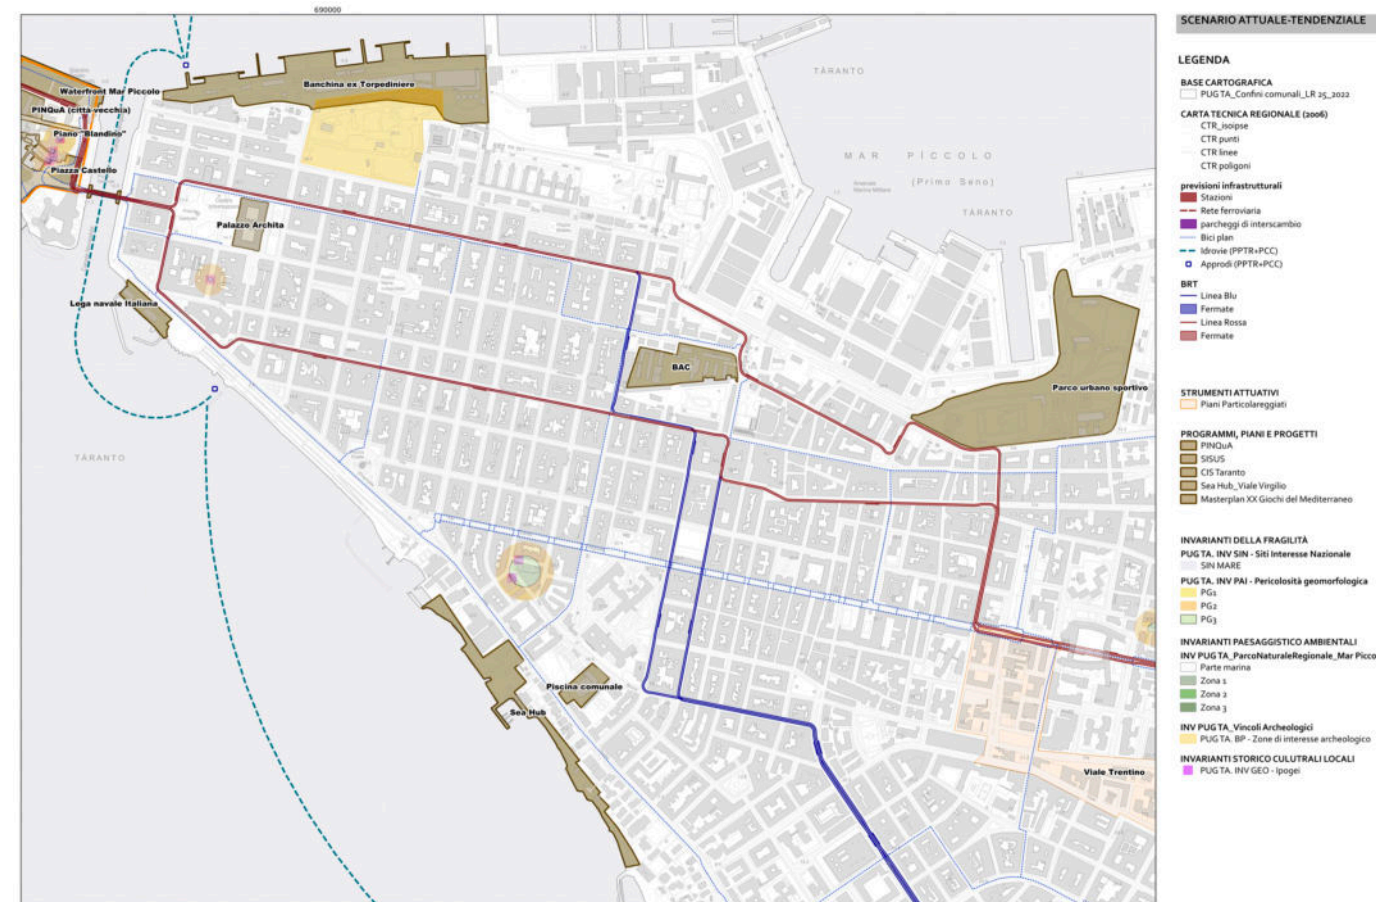 690000
SCENARIO ATTUALE-TENDENZIALE
LEGENDA
BASE CARTOGRAFICA
PUG TA_Confini comunali_LR 25_2022
CARTA TECNICA REGIONALE (2006)
CTR_isoipse
CTR punti
CTR linee
CTR poligoni
previsioni infrastrutturali
Stazioni
Rete ferroviaria
parcheggi di interscambio
Bici plan
Idrovie (PPTR+PCC)
Approdi (PPTR+PCC)
BRT
Linea Blu
Fermate
Linea Rossa
Fermate
STRUMENTI ATTUATIVI
Piani Particolareggiati
PROGRAMMI, PIANI E PROGETTI
PINQuA
SISUS
CIS Taranto
Sea Hub_Viale Virgilio
Masterplan XX Giochi del Mediterraneo
INVARIANTI DELLA FRAGILITÀ
PUG TA. INV SIN - Siti Interesse Nazionale
SIN MARE
PUG TA. INV PAI - Pericolosità geomorfologica
PG1
PG2
PG3
INVARIANTI PAESAGGISTICO AMBIENTALI
INV PUG TA_ParcoNaturaleRegionale_Mar Picco
Parte marina
Zona 1
Zona 2
Zona 3
INV PUG TA_Vincoli Archeologici
PUG TA. BP - Zone di interesse archeologico
INVARIANTI STORICO CULUTRALI LOCALI
PUG TA. INV GEO - Ipogei
Banchina ex Torpediniere
Waterfront Mar Piccolo
PINQuA (citta vecchia)
Piano "Blandino"
Piazza Castello
Palazzo Archita
Lega navale Italiana
BAC
Parco urbano sportivo
Piscina comunale
Sea Hub
Viale Trentino
TÀRANTO
MAR PÍCCOLO
(Primo Seno)
TÀRANTO
TÀRANTO